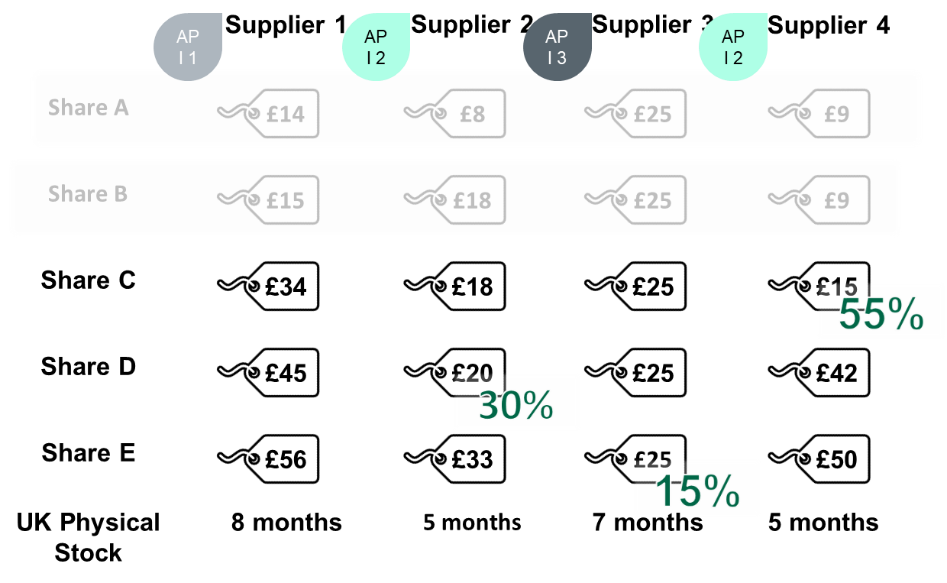 Supplier 1 Supplier 2 Supplier 3 Supplier 4
AP AP AP AP
I 1 I 2 I 3 I 2
Share A £14 £8 £25 £9
Share B £15 £18 £25 £9
Share C £34 £18 £25 £15
55%
Share D £45 £20 £25 £42
30%
Share E £56 £33 £25 £50
15%
UK Physical 8 months 5 months 7 months 5 months
Stock